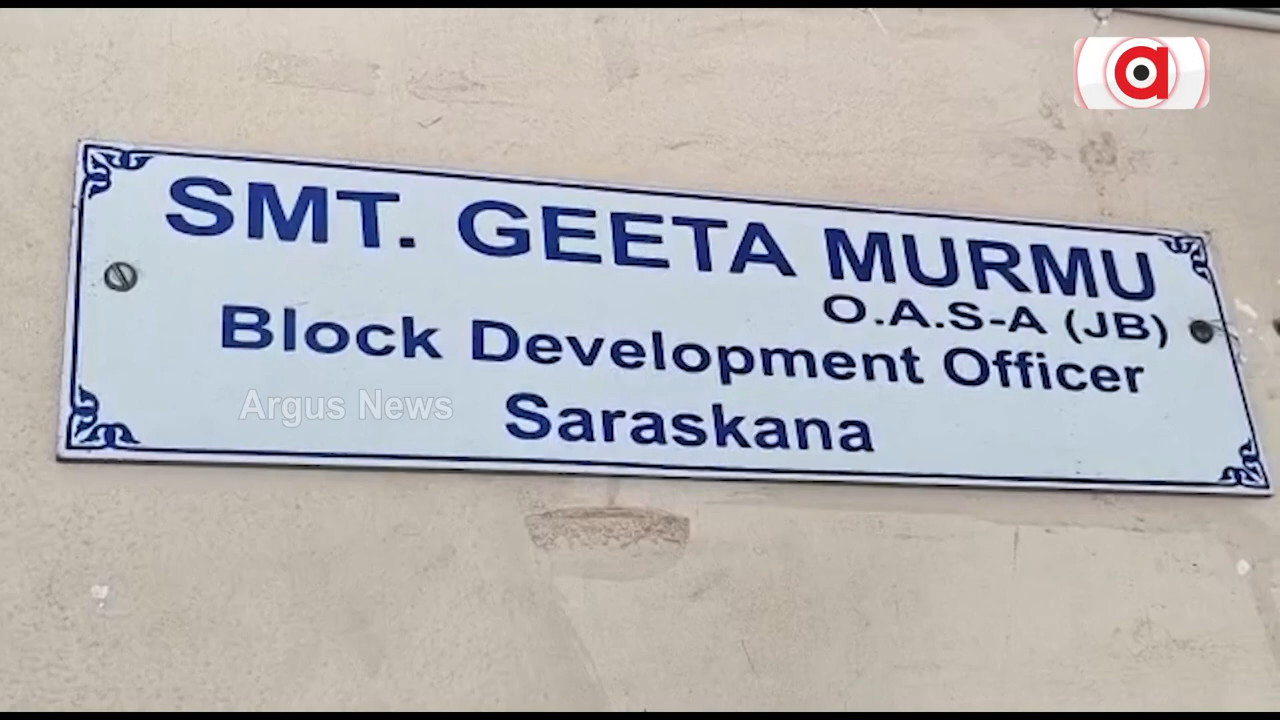 a
SMT. GEETA MURMU
O.A.S-A (JB)
Block Development Officer
Saraskana
Argus News